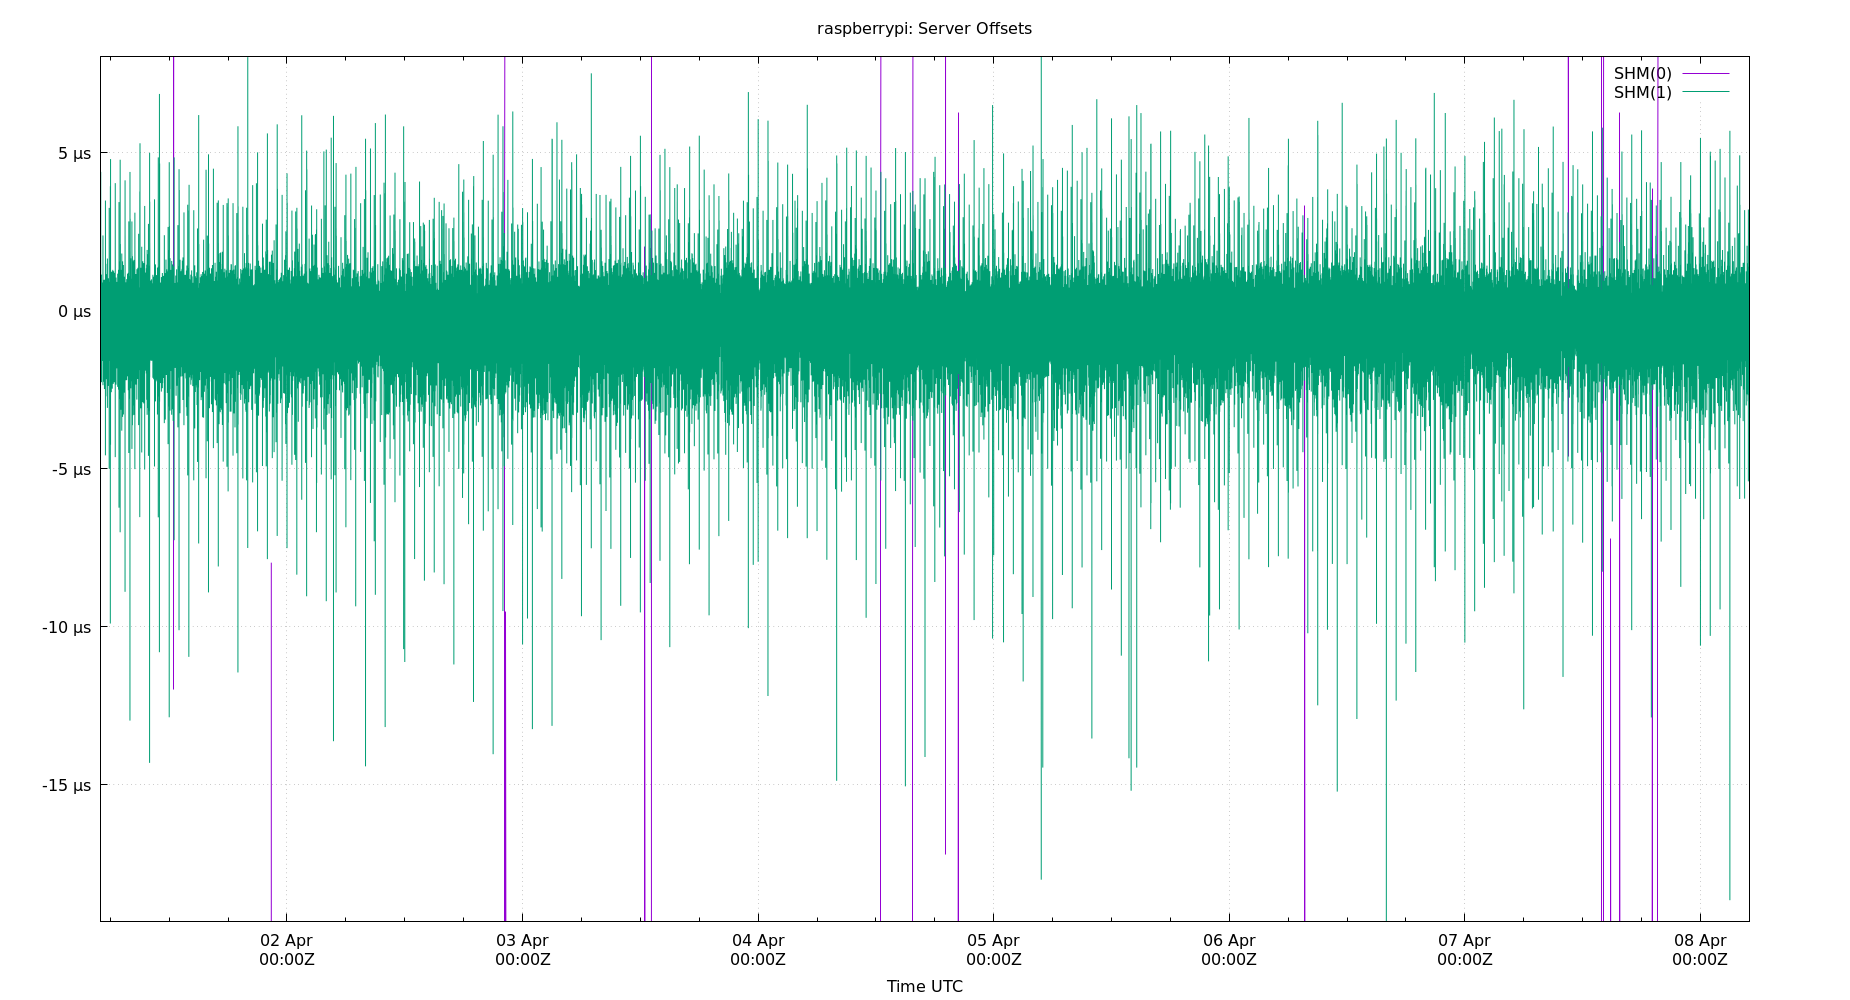 raspberrypi: Server Offsets
SHM(0)
SHM(1)
5 µs
0 µs
-5 µs
-10 µs
-15 µs
02 Apr
00:00Z
03 Apr
00:00Z
04 Apr
00:00Z
05 Apr
00:00Z
06 Apr
00:00Z
07 Apr
00:00Z
08 Apr
00:00Z
Time UTC